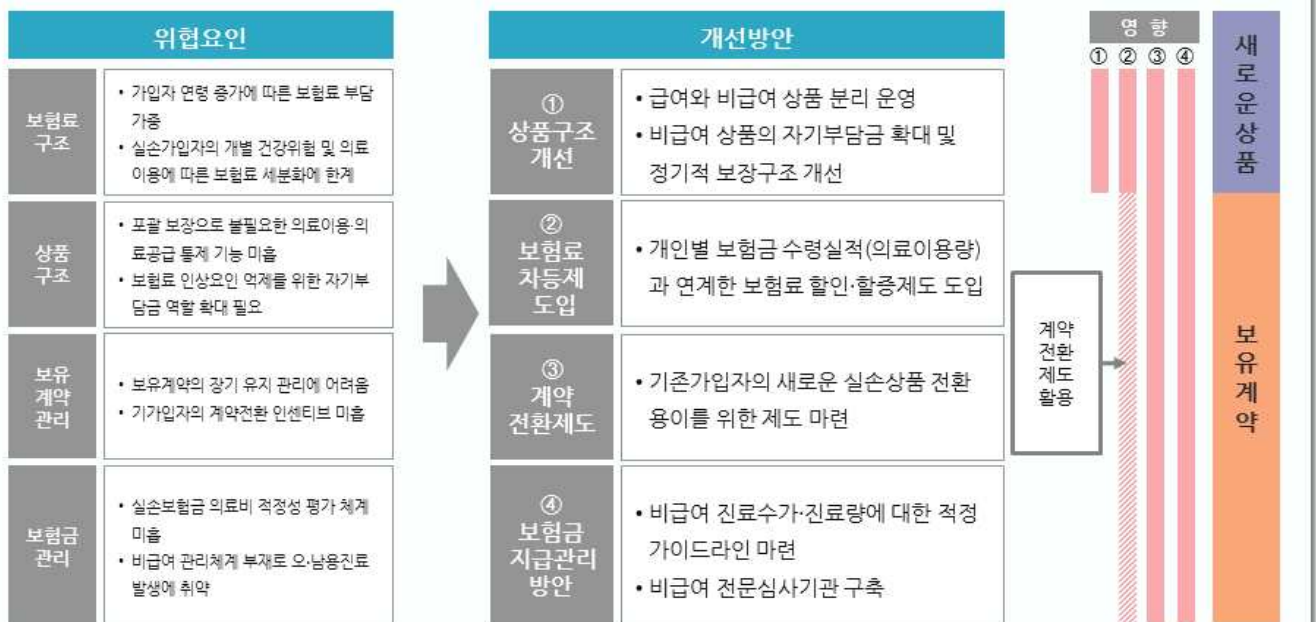 위협요인
보험료
구조
• 가입자 연령 증가에 따른 보험료 부담
가중
• 실손가입자의 개별 건강위험 및 의료
이용에 따른 보험료 세분화에 한계
상품
구조
• 포괄 보장으로 불필요한 의료이용·의
료공급 통제 기능 미흡
• 보험료 인상요인 억제를 위한 자기부
담금 역할 확대 필요
보유
계약
관리
• 보유계약의 장기 유지 관리에 어려움
• 기가입자의 계약전환 인센티브 미흡
보험금
관리
• 실손보험금 의료비 적정성 평가 체계
미흡
• 비급여 관리체계 부재로 오·남용진료
발생에 취약
개선방안
①
상품구조
개선
• 급여와 비급여 상품 분리 운영
• 비급여 상품의 자기부담금 확대 및
정기적 보장구조 개선
②
보험료
차등제
도입
• 개인별 보험금 수령실적(의료이용량)
과 연계한 보험료 할인·할증제도 도입
③
계약
전환제도
• 기존가입자의 새로운 실손상품 전환
용이를 위한 제도 마련
④
보험금
지급관리
방안
• 비급여 진료수가·진료량에 대한 적정
가이드라인 마련
• 비급여 전문심사기관 구축
계약
전환
제도
활용
영 향
① ② ③ ④
새로운상품
보유계약